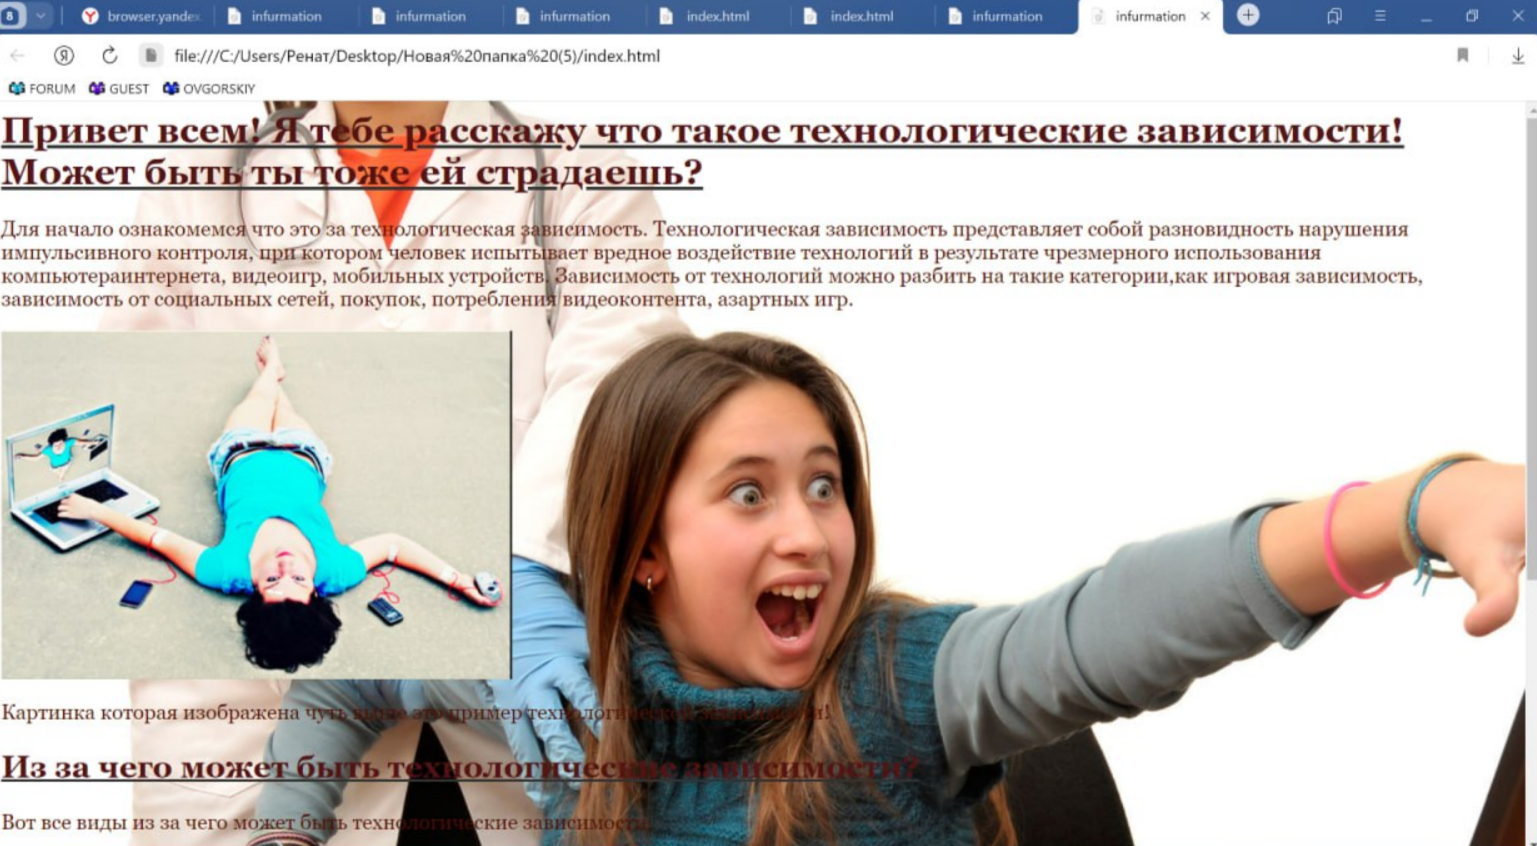 8
browser.yandex
infurmation
infurmation
infurmation
index.html
index.html
infurmation
infurmation
Я file:///C:/Users/Ренат/Desktop/Новая%20папка%20(5)/index.html
FORUM GUEST OVGORSKIY
Привет всем! Я тебе расскажу что такое технологические зависимости!
Может быть ты тоже ей страдаешь?
Для начало ознакомемся что это за технологическая зависимость. Технологическая зависимость представляет собой разновидность нарушения
импульсивного контроля, при котором человек испытывает вредное воздействие технологий в результате чрезмерного использования
компьютераинтернета, видеоигр, мобильных устройств. Зависимость от технологий можно разбить на такие категории,как игровая зависимость,
зависимость от социальных сетей, покупок, потребления видеоконтента, азартных игр.
Картинка которая изображена чуть выше это пример технологической зависимости!
Из за чего может быть технологические зависимости?
Вот все виды из за чего может быть технологические зависимости: